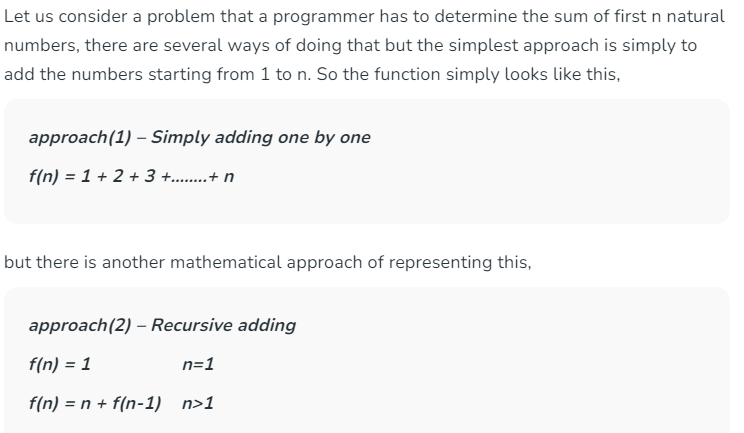 Let us consider a problem that a programmer has to determine the sum of first n natural
numbers, there are several ways of doing that but the simplest approach is simply to
add the numbers starting from 1 to n. So the function simply looks like this,
approach(1) – Simply adding one by one
f(n) = 1 + 2 + 3 +........+ n
but there is another mathematical approach of representing this,
approach(2) – Recursive adding
f(n) = 1 n=1
f(n) = n + f(n-1) n>1